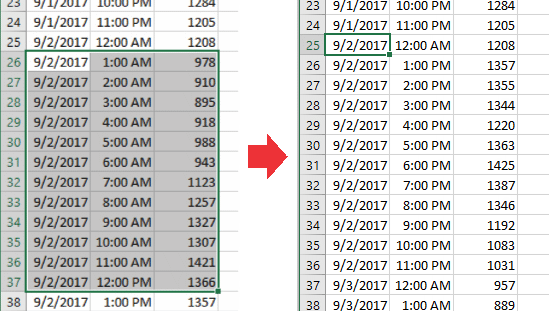 23 9/1/2017 10:00 PM 1284
24 9/1/2017 11:00 PM 1205
25 9/2/2017 12:00 AM 1208
26 9/2/2017 1:00 AM 978
27 9/2/2017 2:00 AM 910
28 9/2/2017 3:00 AM 895
29 9/2/2017 4:00 AM 918
30 9/2/2017 5:00 AM 988
31 9/2/2017 6:00 AM 943
32 9/2/2017 7:00 AM 1123
33 9/2/2017 8:00 AM 1257
34 9/2/2017 9:00 AM 1327
35 9/2/2017 10:00 AM 1307
36 9/2/2017 11:00 AM 1421
37 9/2/2017 12:00 PM 1366
38 9/2/2017 1:00 PM 1357
23 9/1/2017 10:00 PM 1284
24 9/1/2017 11:00 PM 1205
25 9/2/2017 12:00 AM 1208
26 9/2/2017 1:00 PM 1357
27 9/2/2017 2:00 PM 1355
28 9/2/2017 3:00 PM 1344
29 9/2/2017 4:00 PM 1220
30 9/2/2017 5:00 PM 1363
31 9/2/2017 6:00 PM 1425
32 9/2/2017 7:00 PM 1387
33 9/2/2017 8:00 PM 1346
34 9/2/2017 9:00 PM 1192
35 9/2/2017 10:00 PM 1083
36 9/2/2017 11:00 PM 1031
37 9/3/2017 12:00 AM 957
38 9/3/2017 1:00 AM 889